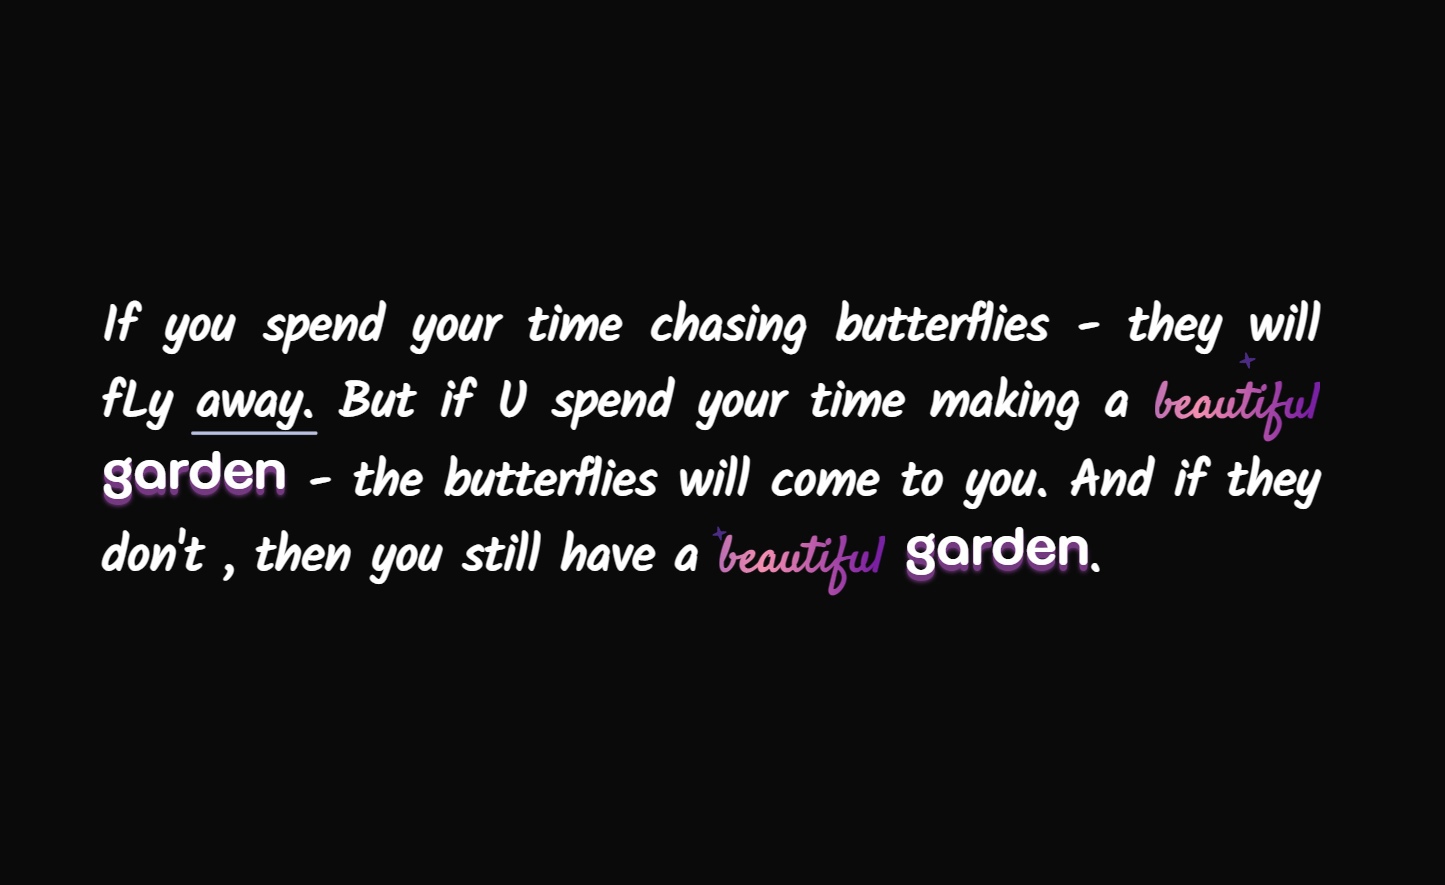 If you spend your time chasing butterflies - they will
fLy away. But if U spend your time making a beautiful
garden - the butterflies will come to you. And if they
don't , then you still have a beautiful garden.